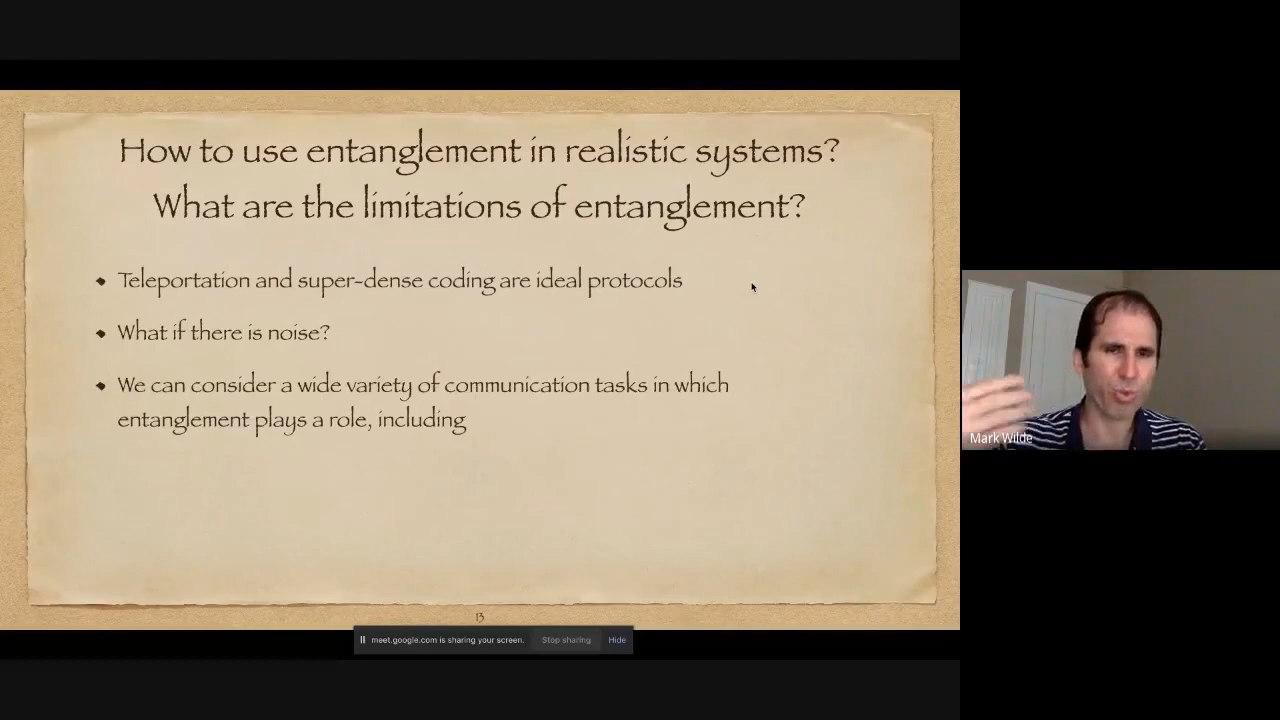 How to use entanglement in realistic systems?
What are the limitations of entanglement?
Teleportation and super-dense coding are ideal protocols
What if there is noise?
We can consider a wide variety of communication tasks in which
entanglement plays a role, including
Mark Wilde
13
meet.google.com is sharing your screen. Stop sharing Hide